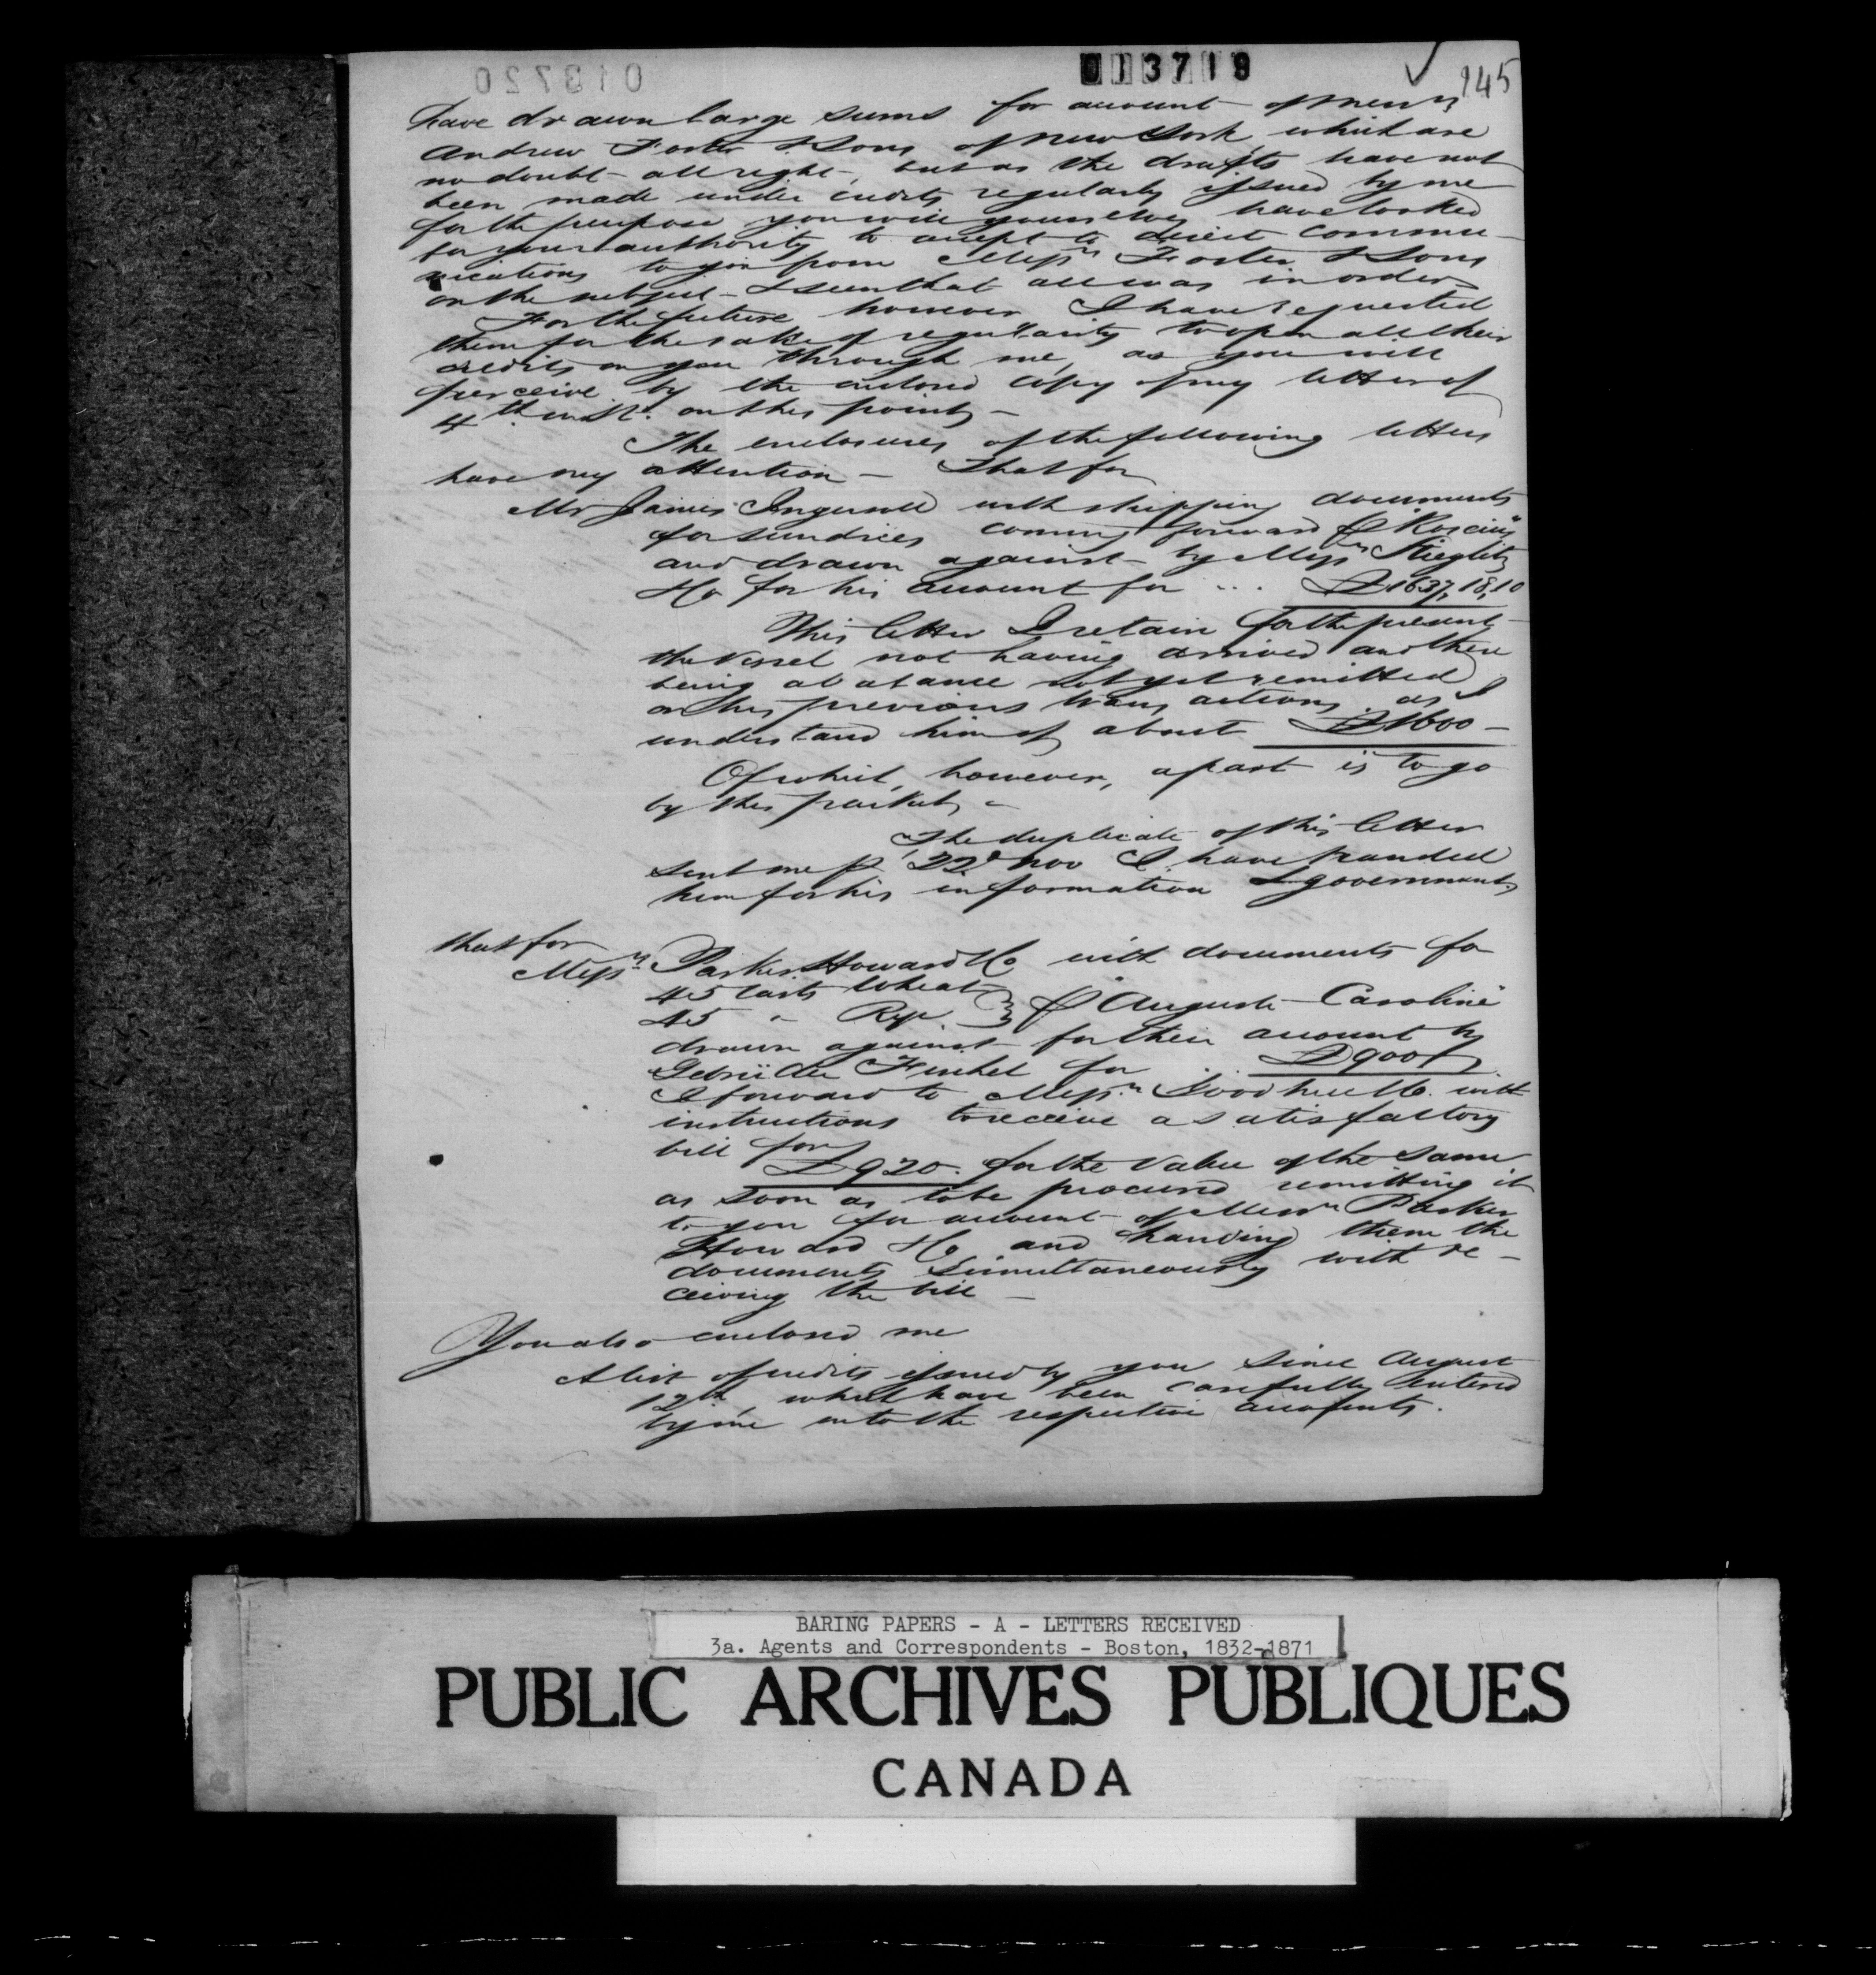 013720
013719
145
have drawn large sums for account of Messrs
Andrew Foster & Sons of New York, which are
no doubt all right, but as the drafts have not
been made under credits regularly issued by me
for the purpose you will yourselves have looked
for your authority to accept to direct commu-
nications to you from Messrs Foster & Sons
on the subject & seen that all was in order
For the future however I have requested
them for the sake of regularity to open all their
credits on you through me, as you will
perceive by the enclosed copy of my letter of
4th inst. on this point,
The enclosures of the following letters
have my attention - That for
Mr James Ingersoll with shipping documents
for sundries coming forward p "Roscius"
and drawn against by Messrs Stieglitz
& Co for his account for ... £1637,18,10
This letter I retain for the present
the vessel not having arrived and there
being a balance not yet remitted
on his previous transactions, as I
understand him of about £1600 -
Of which, however, a part is to go
by this packet,
The duplicate of this letter
sent me p 22d Nov I have handed
him for his information & government,
that for
Messrs Parker Howard & Co with documents for
45 lasts Wheat
45 " Rye } p "Auguste Caroline"
drawn against for their account by
Gebrüder for £900
I forward to Messrs Goodhue & Co. with
instructions to receive a satisfactory
bill for
£920. for the value of the same
as soon as to be procured remitting it
to you for account of Messrs Parker
Howard & Co and handing them the
documents simultaneously with re-
ceiving the bill -
You also enclosed me
A list of credits issued by you since August
12th, which have been carefully entered
by me into the respective accounts.
BARING PAPERS - A - LETTERS RECEIVED
3a. Agents and Correspondents - Boston, 1832-1871
PUBLIC ARCHIVES PUBLIQUES
CANADA